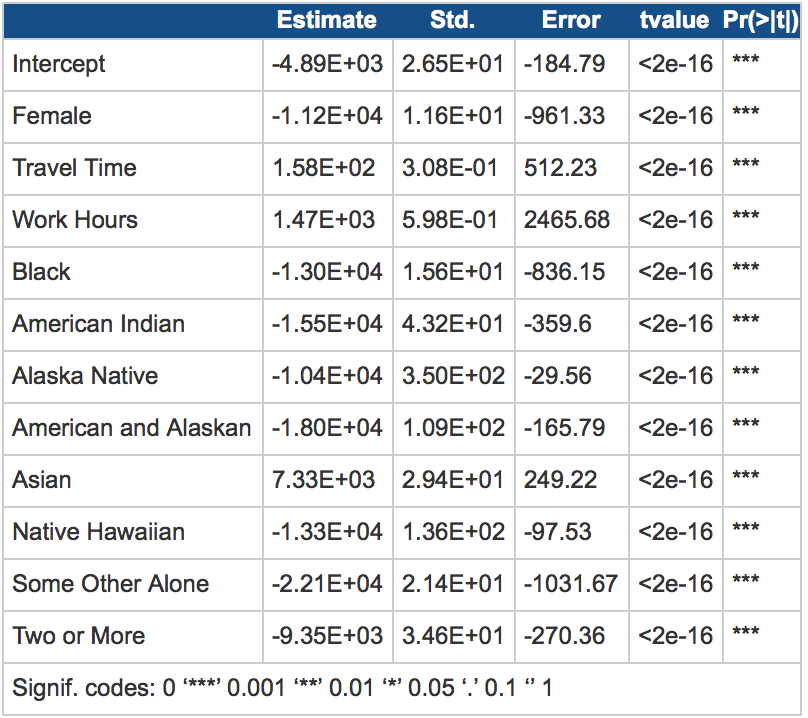 Estimate Std. Error tvalue Pr(>|t|)
Intercept -4.89E+03 2.65E+01 -184.79 <2e-16 ***
Female -1.12E+04 1.16E+01 -961.33 <2e-16 ***
Travel Time 1.58E+02 3.08E-01 512.23 <2e-16 ***
Work Hours 1.47E+03 5.98E-01 2465.68 <2e-16 ***
Black -1.30E+04 1.56E+01 -836.15 <2e-16 ***
American Indian -1.55E+04 4.32E+01 -359.6 <2e-16 ***
Alaska Native -1.04E+04 3.50E+02 -29.56 <2e-16 ***
American and Alaskan -1.80E+04 1.09E+02 -165.79 <2e-16 ***
Asian 7.33E+03 2.94E+01 249.22 <2e-16 ***
Native Hawaiian -1.33E+04 1.36E+02 -97.53 <2e-16 ***
Some Other Alone -2.21E+04 2.14E+01 -1031.67 <2e-16 ***
Two or More -9.35E+03 3.46E+01 -270.36 <2e-16 ***
Signif. codes: 0 ‘***’ 0.001 ‘**’ 0.01 ‘*’ 0.05 ‘.’ 0.1 ‘’ 1